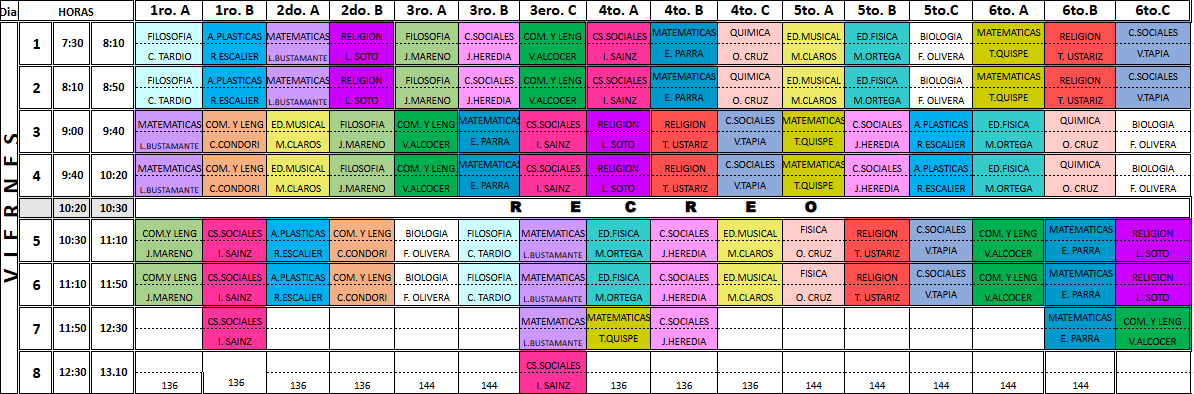 Dias HORAS 1ro. A 1ro. B 2do. A 2do. B 3ro. A 3ro. B 3ero. C 4to. A 4to. B 4to. C 5to. A 5to. B 5to.C 6to. A 6to.B 6to.C
VIERNES
1 7:30 8:10 FILOSOFIA A.PLASTICAS MATEMATICAS RELIGION FILOSOFIA C.SOCIALES COM. Y LENG CS.SOCIALES MATEMATICAS QUIMICA ED.MUSICAL ED.FISICA BIOLOGIA MATEMATICAS RELIGION C.SOCIALES
C. TARDIO R.ESCALIER L.BUSTAMANTE L. SOTO J.MARENO J.HEREDIA V.ALCOCER I. SAINZ E. PARRA O. CRUZ M.CLAROS M.ORTEGA F. OLIVERA T.QUISPE T. USTARIZ V.TAPIA
2 8:10 8:50 FILOSOFIA A.PLASTICAS MATEMATICAS RELIGION FILOSOFIA C.SOCIALES COM. Y LENG CS.SOCIALES MATEMATICAS QUIMICA ED.MUSICAL ED.FISICA BIOLOGIA MATEMATICAS RELIGION C.SOCIALES
C. TARDIO R.ESCALIER L.BUSTAMANTE L. SOTO J.MARENO J.HEREDIA V.ALCOCER I. SAINZ E. PARRA O. CRUZ M.CLAROS M.ORTEGA F. OLIVERA T.QUISPE T. USTARIZ V.TAPIA
3 9:00 9:40 MATEMATICAS COM. Y LENG ED.MUSICAL FILOSOFIA COM. Y LENG MATEMATICAS CS.SOCIALES RELIGION RELIGION C.SOCIALES MATEMATICAS C.SOCIALES A.PLASTICAS ED.FISICA QUIMICA BIOLOGIA
L.BUSTAMANTE C.CONDORI M.CLAROS J.MARENO V.ALCOCER E. PARRA I. SAINZ L. SOTO T. USTARIZ V.TAPIA T.QUISPE J.HEREDIA R.ESCALIER M.ORTEGA O. CRUZ F. OLIVERA
4 9:40 10:20 MATEMATICAS COM. Y LENG ED.MUSICAL FILOSOFIA COM. Y LENG MATEMATICAS CS.SOCIALES RELIGION RELIGION C.SOCIALES MATEMATICAS C.SOCIALES A.PLASTICAS ED.FISICA QUIMICA BIOLOGIA
L.BUSTAMANTE C.CONDORI M.CLAROS J.MARENO V.ALCOCER E. PARRA I. SAINZ L. SOTO T. USTARIZ V.TAPIA T.QUISPE J.HEREDIA R.ESCALIER M.ORTEGA O. CRUZ F. OLIVERA
10:20 10:30 R E C R E O
5 10:30 11:10 COM.Y LENG CS.SOCIALES A.PLASTICAS COM. Y LENG BIOLOGIA FILOSOFIA MATEMATICAS ED.FISICA C.SOCIALES ED.MUSICAL FISICA RELIGION C.SOCIALES COM. Y LENG MATEMATICAS RELIGION
J.MARENO I. SAINZ R.ESCALIER C.CONDORI F. OLIVERA C. TARDIO L.BUSTAMANTE M.ORTEGA J.HEREDIA M.CLAROS O. CRUZ T. USTARIZ V.TAPIA V.ALCOCER E. PARRA L. SOTO
6 11:10 11:50 COM.Y LENG CS.SOCIALES A.PLASTICAS COM. Y LENG BIOLOGIA FILOSOFIA MATEMATICAS ED.FISICA C.SOCIALES ED.MUSICAL FISICA RELIGION C.SOCIALES COM. Y LENG MATEMATICAS RELIGION
J.MARENO I. SAINZ R.ESCALIER C.CONDORI F. OLIVERA C. TARDIO L.BUSTAMANTE M.ORTEGA J.HEREDIA M.CLAROS O. CRUZ T. USTARIZ V.TAPIA V.ALCOCER E. PARRA L. SOTO
7 11:50 12:30 CS.SOCIALES MATEMATICAS MATEMATICAS C.SOCIALES MATEMATICAS COM. Y LENG
I. SAINZ L.BUSTAMANTE T.QUISPE J.HEREDIA E. PARRA V.ALCOCER
8 12:30 13.10 CS.SOCIALES
136 136 136 136 144 144 I. SAINZ 136 136 136 144 144 144 144 144